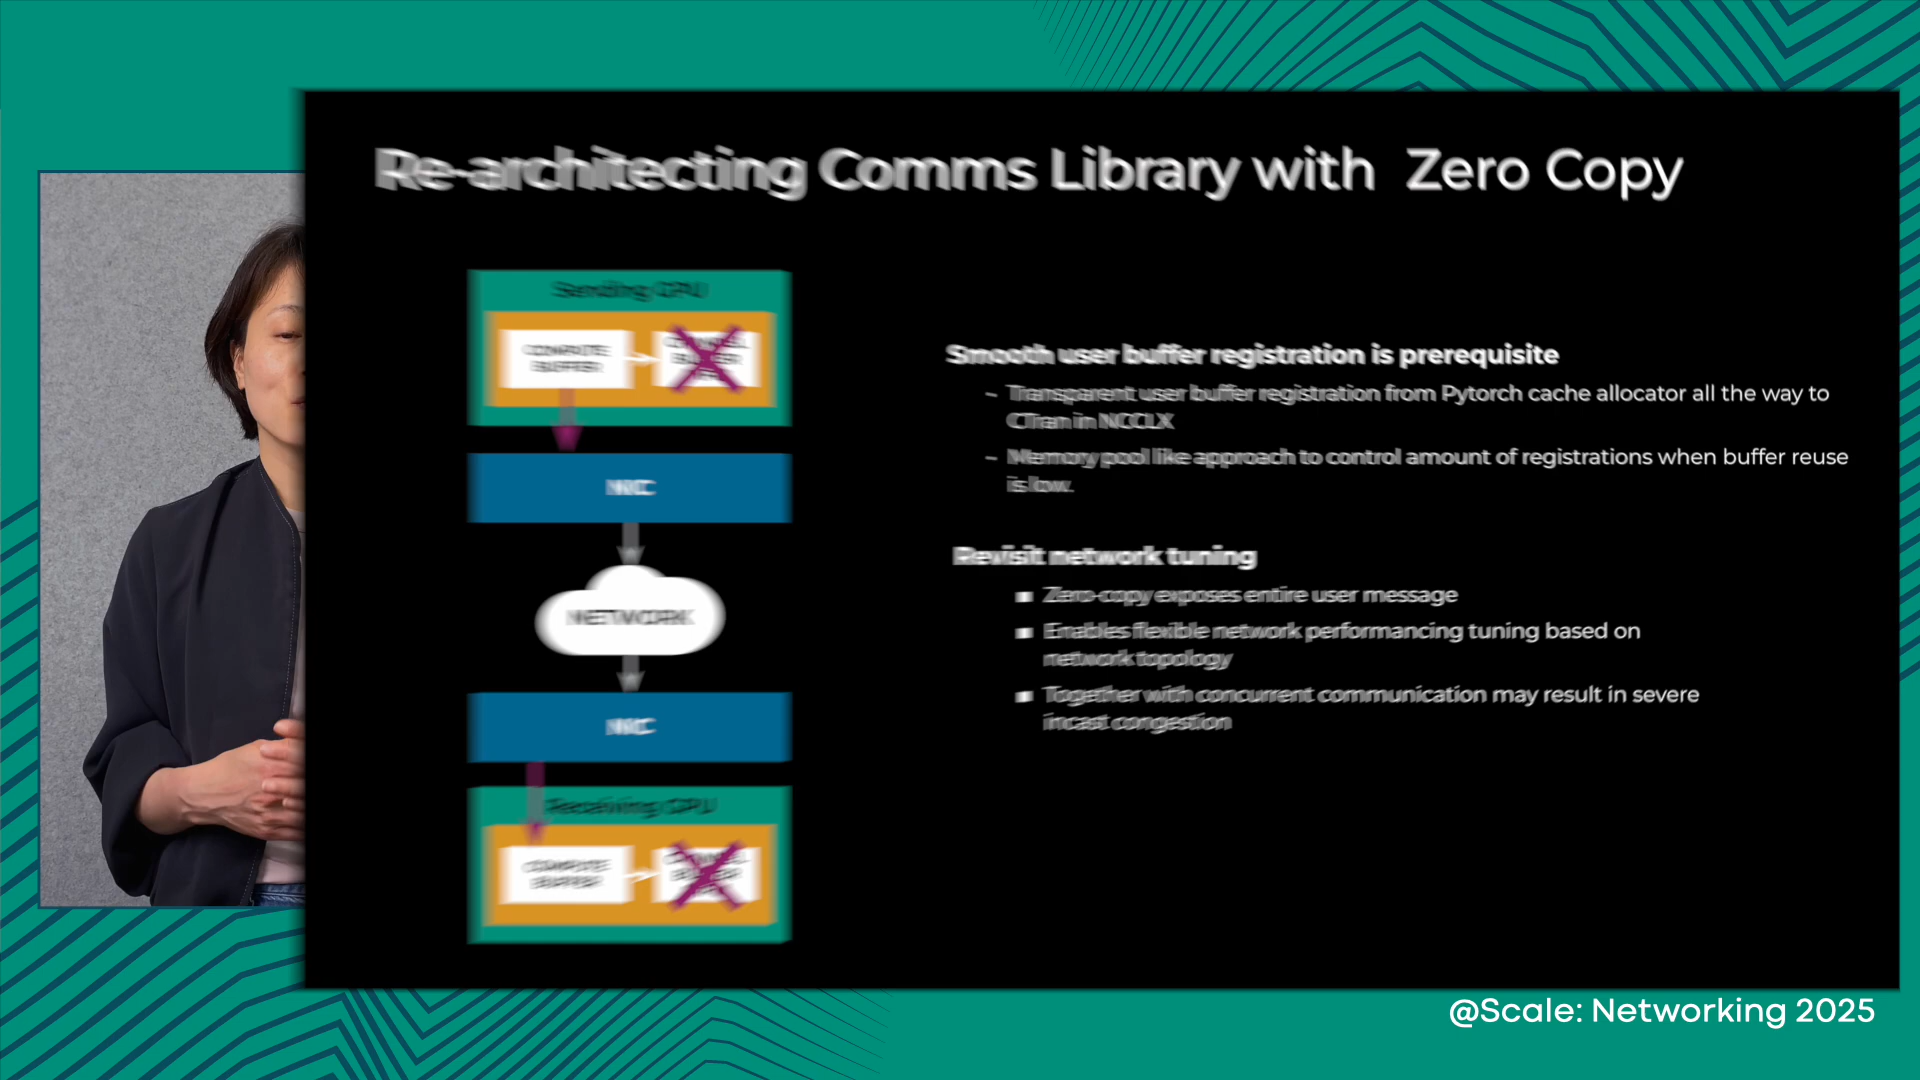 Re-architecting Comms Library with Zero Copy
Sending GPU
COMPUTE
BUFFER
NIC
NETWORK
NIC
Receiving GPU
COMPUTE
BUFFER
Smooth user buffer registration is prerequisite
– Transparent user buffer registration from Pytorch cache allocator all the way to
CTran in NCCLX
– Memory pool like approach to control amount of registrations when buffer reuse
is low.
Revisit network tuning
▪ Zero-copy exposes entire user message
▪ Enables flexible network performancing tuning based on
network topology
▪ Together with concurrent communication may result in severe
incast congestion
@Scale: Networking 2025